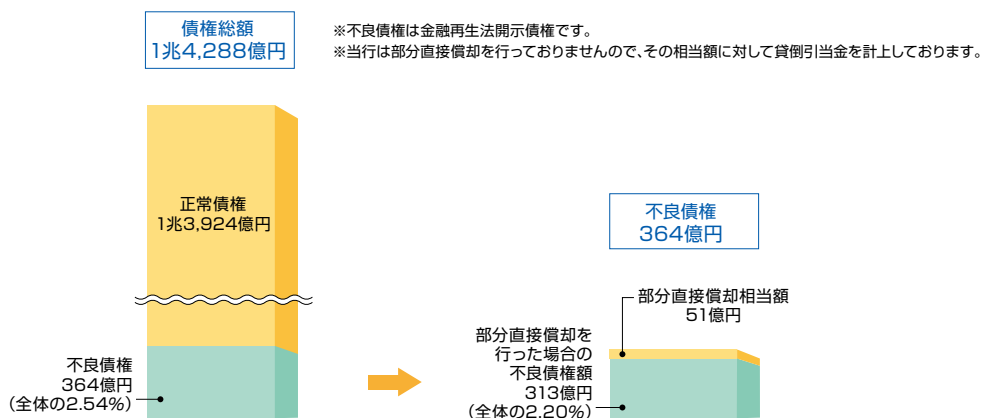 債権総額
1兆4,288億円
※不良債権は金融再生法開示債権です。
※当行は部分直接償却を行っておりませんので、その相当額に対して貸倒引当金を計上しております。
正常債権
1兆3,924億円
不良債権
364億円
（全体の2.54%）
不良債権
364億円
部分直接償却相当額
51億円
部分直接償却を
行った場合の
不良債権額
313億円
（全体の2.20%）